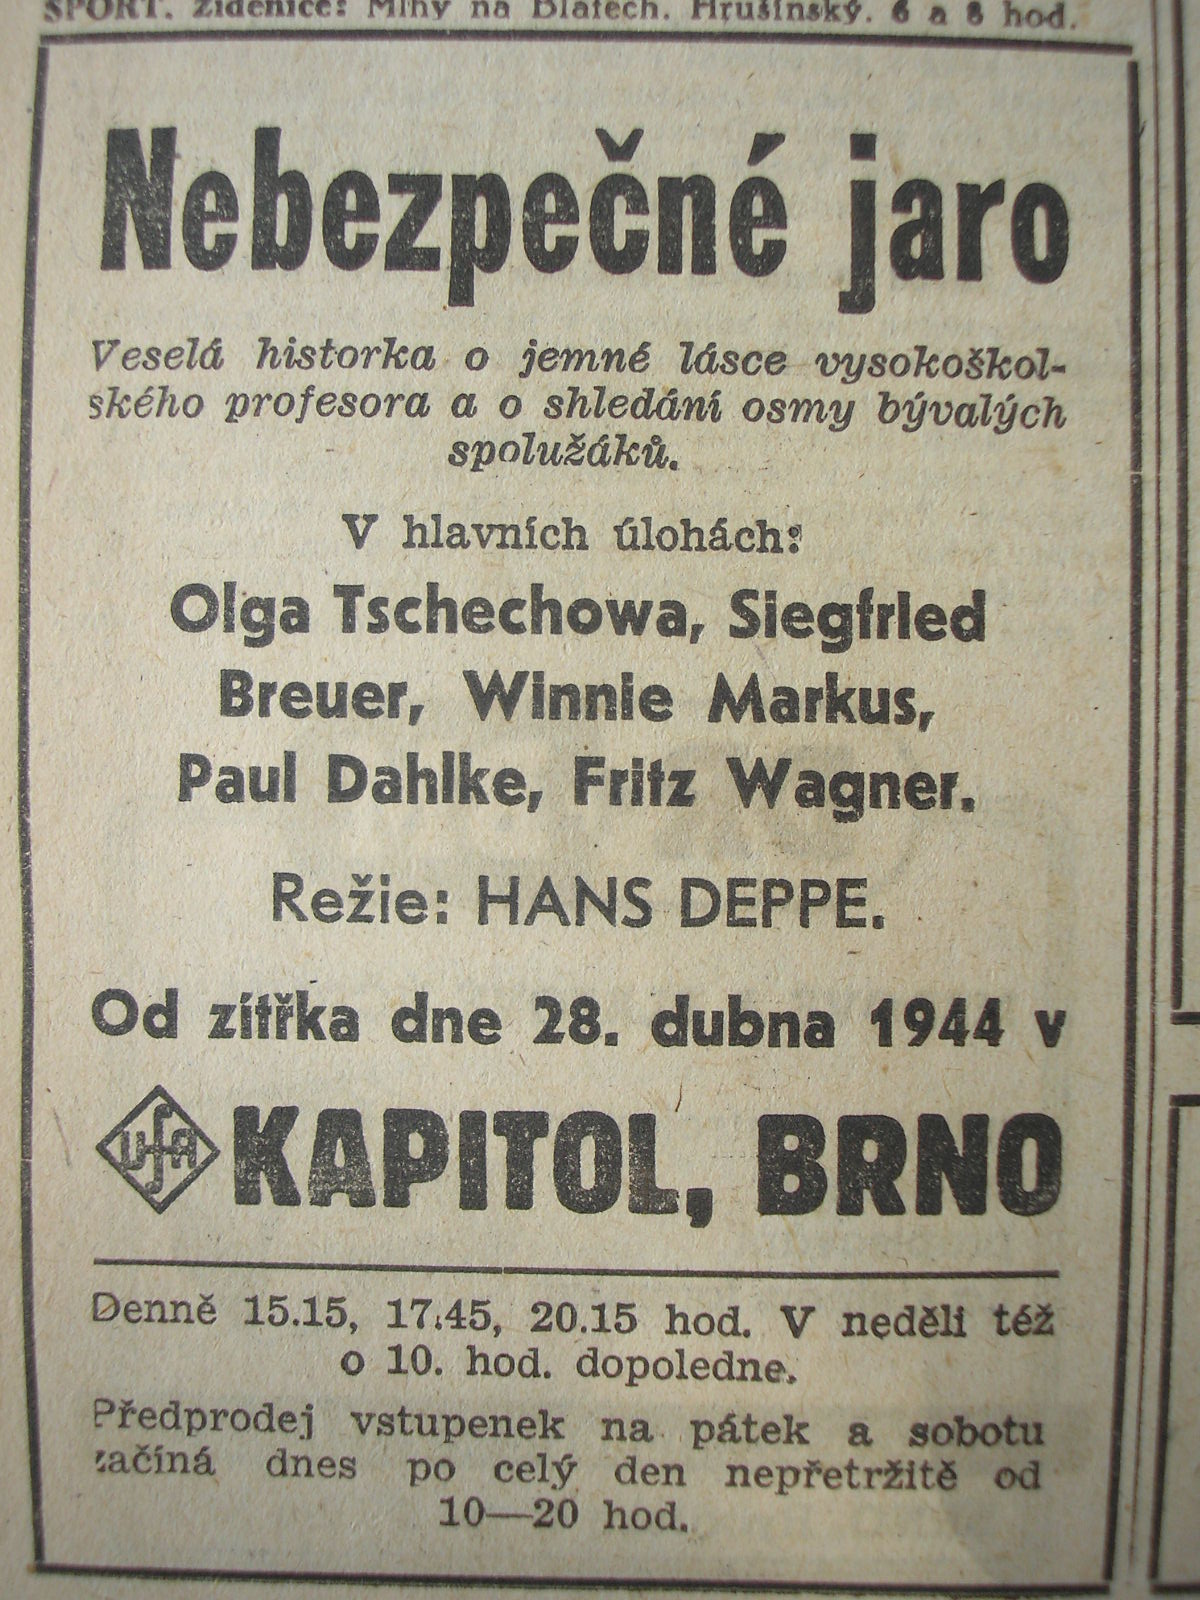 SPORT. Židenice: Mlhy na Blatech. Hrušínský. 6 a 8 hod.
Nebezpečné jaro
Veselá historka o jemné lásce vysokoškol-
ského profesora a o shledání osmy bývalých
spolužáků.
V hlavních úlohách:
Olga Tschechowa, Siegfried
Breuer, Winnie Markus,
Paul Dahlke, Fritz Wagner.
Režie: HANS DEPPE.
Od zítřka dne 28. dubna 1944 v
UfA KAPITOL, BRNO
Denně 15.15, 17.45, 20.15 hod. V neděli též
o 10. hod. dopoledne.
Předprodej vstupenek na pátek a sobotu
začíná dnes po celý den nepřetržitě od
10—20 hod.